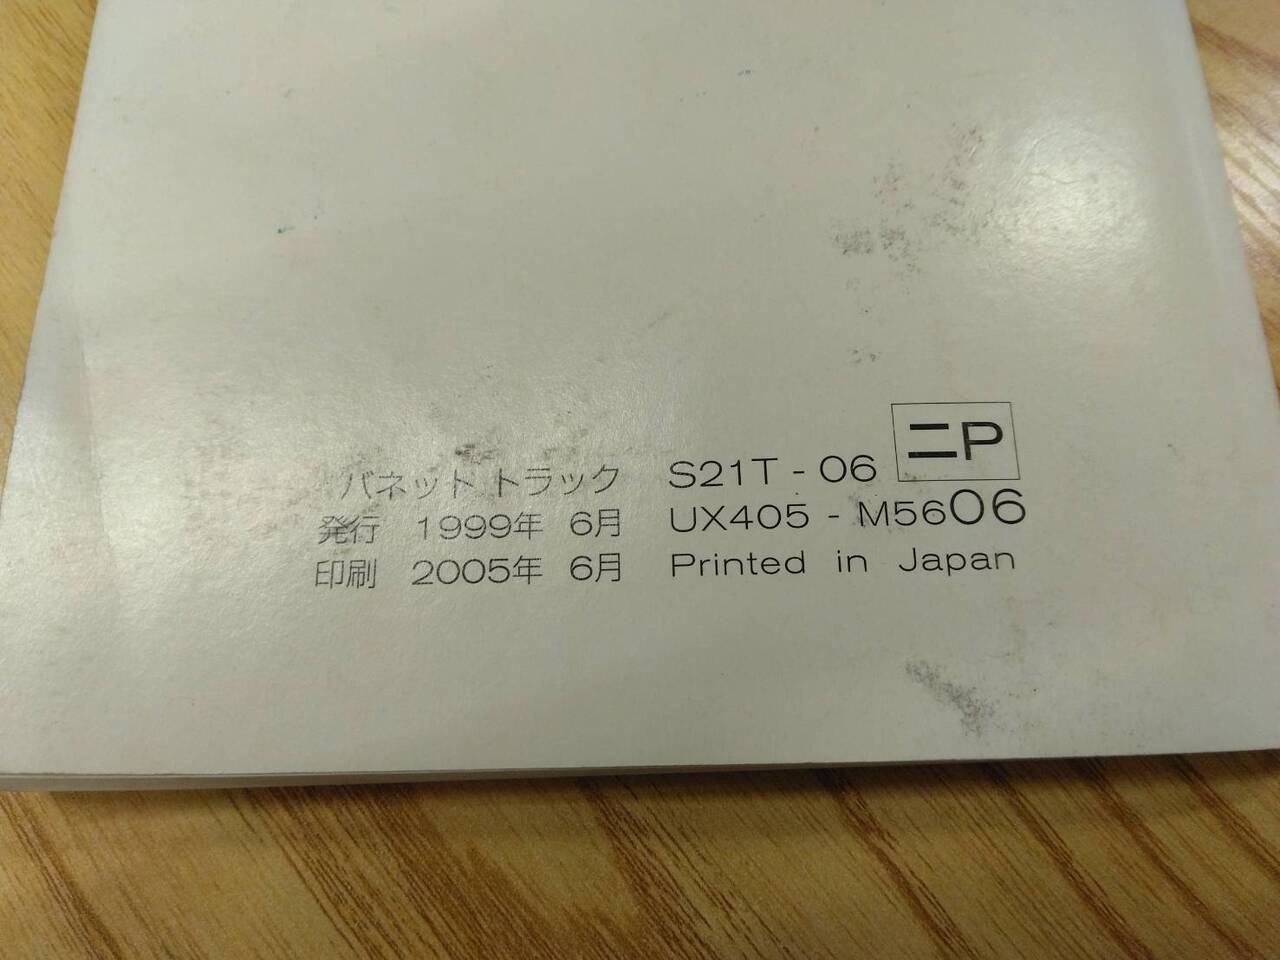 バネット トラック S21T - 06 ニP
発行 1999年 6月 UX405 - M5606
印刷 2005年 6月 Printed in Japan